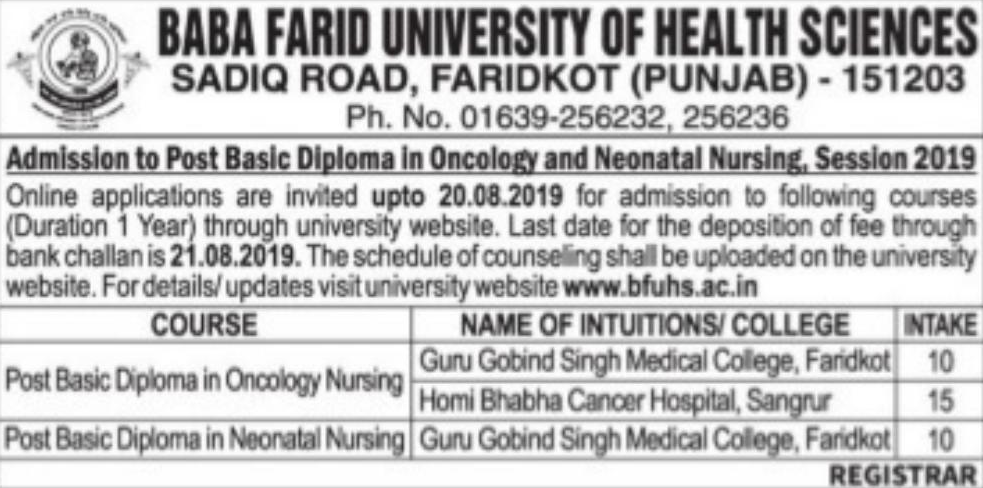 BABA FARID UNIVERSITY OF HEALTH SCIENCES
SADIQ ROAD, FARIDKOT (PUNJAB) - 151203
Ph. No. 01639-256232, 256236
Admission to Post Basic Diploma in Oncology and Neonatal Nursing, Session 2019
Online applications are invited upto 20.08.2019 for admission to following courses
(Duration 1 Year) through university website. Last date for the deposition of fee through
bank challan is 21.08.2019. The schedule of counseling shall be uploaded on the university
website. For details/ updates visit university website www.bfuhs.ac.in
COURSE NAME OF INTUITIONS/ COLLEGE INTAKE
Post Basic Diploma in Oncology Nursing Guru Gobind Singh Medical College, Faridkot 10
Homi Bhabha Cancer Hospital, Sangrur 15
Post Basic Diploma in Neonatal Nursing Guru Gobind Singh Medical College, Faridkot 10
REGISTRAR